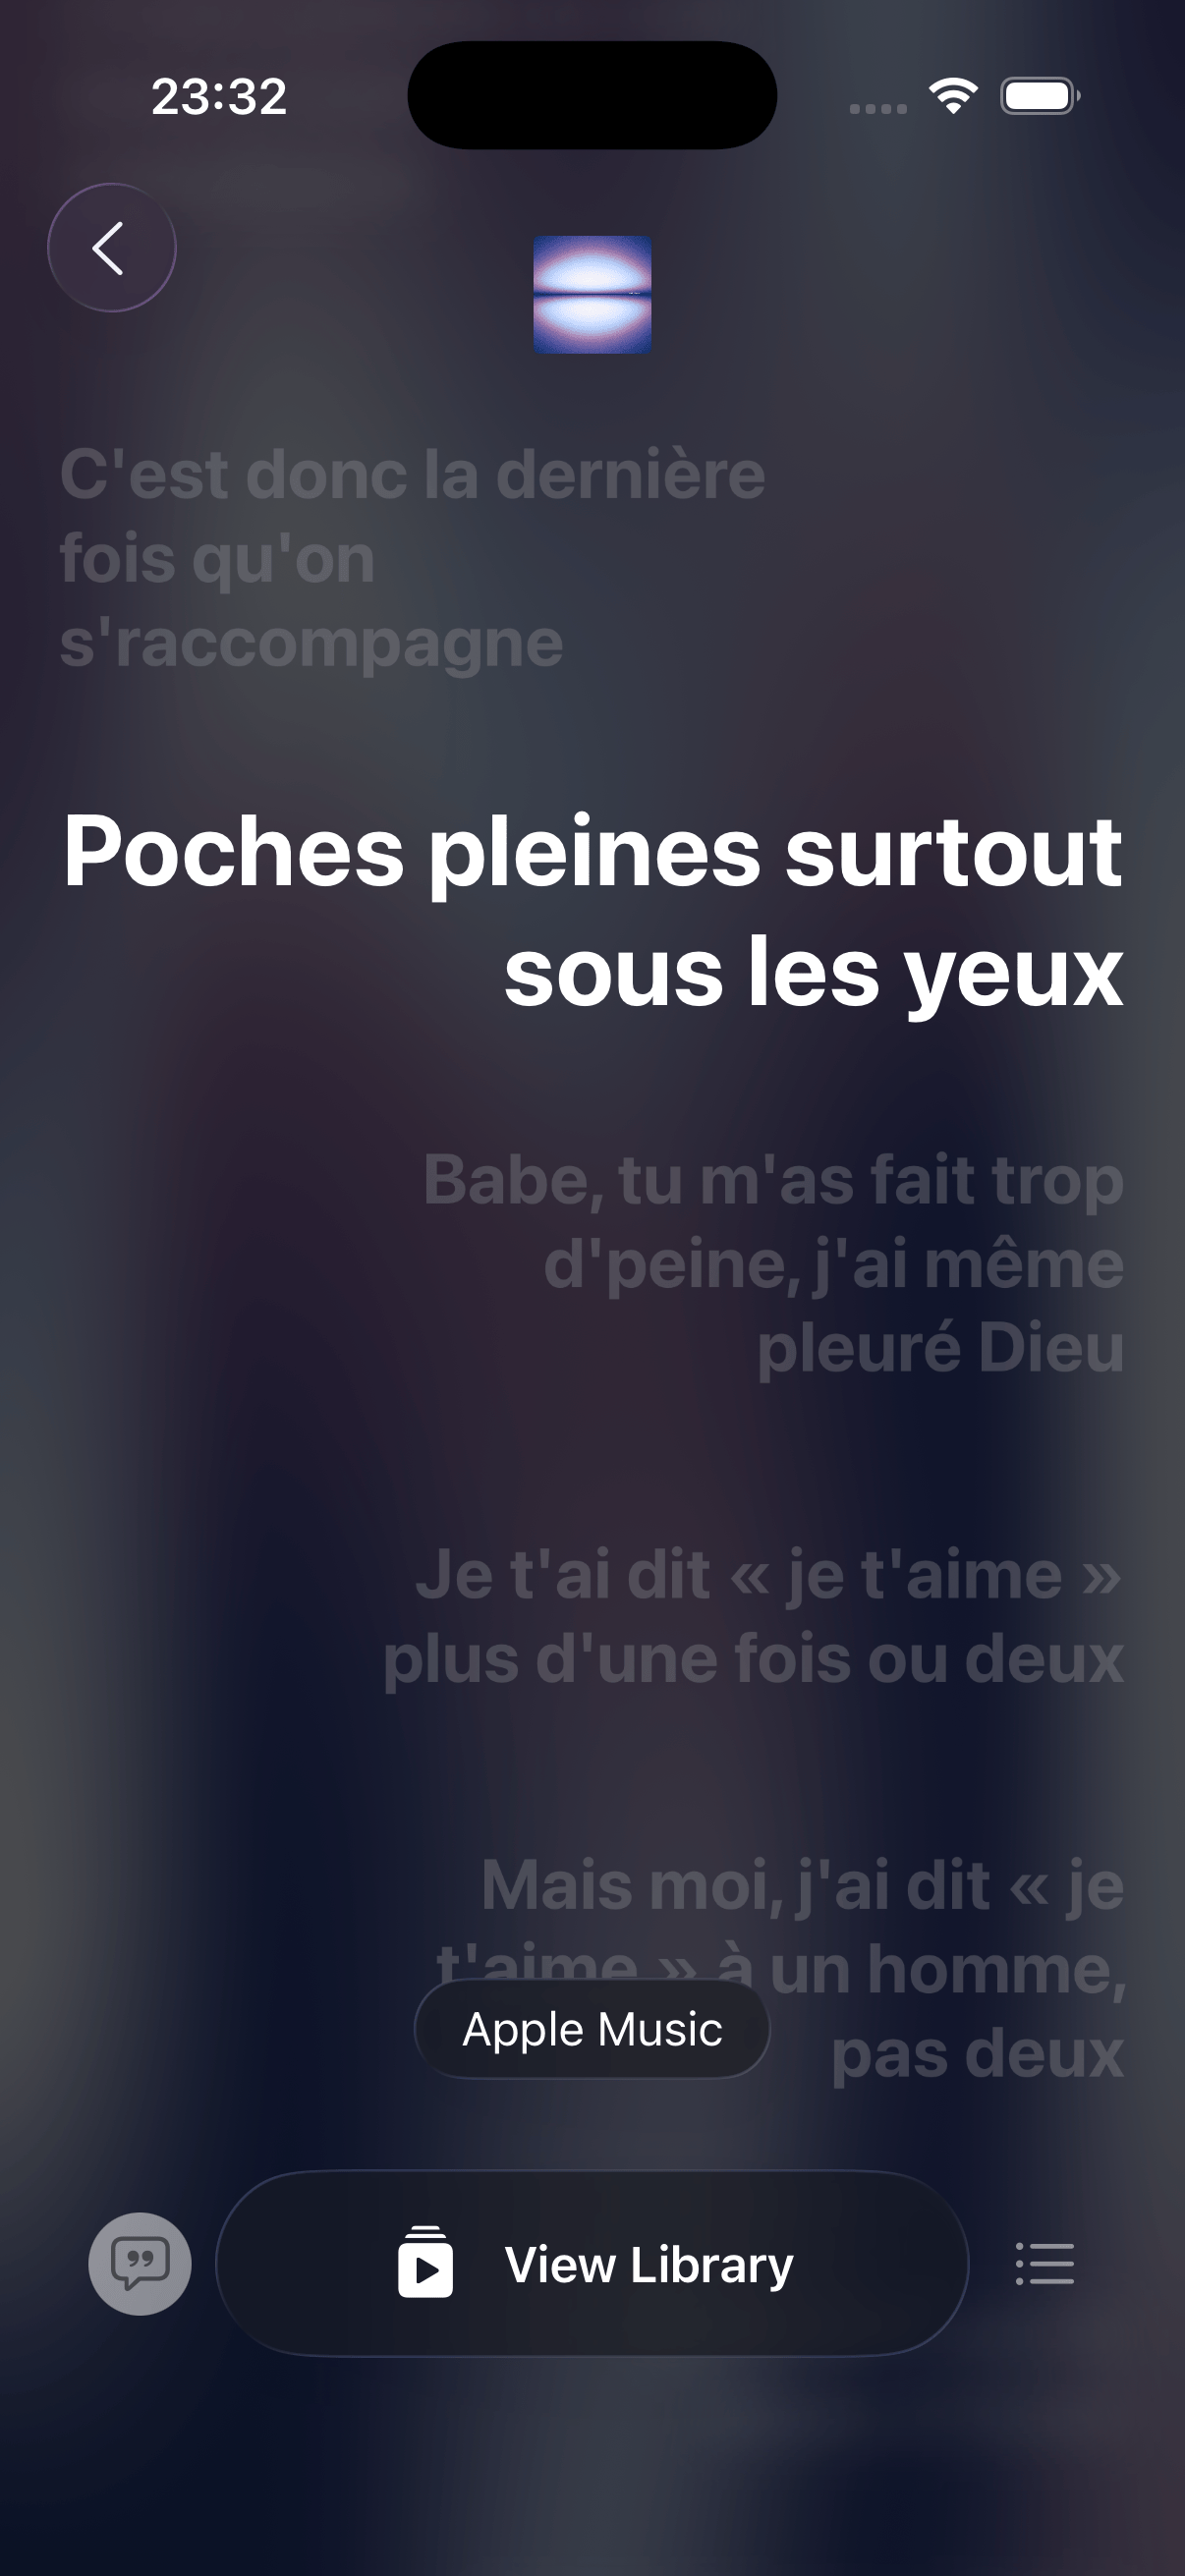 23:32
C'est donc la dernière
fois qu'on
s'raccompagne
Poches pleines surtout
sous les yeux
Babe, tu m'as fait trop
d'peine, j'ai même
pleuré Dieu
Je t'ai dit « je t'aime »
plus d'une fois ou deux
Mais moi, j'ai dit « je
t'aime » à un homme,
pas deux
Apple Music
View Library